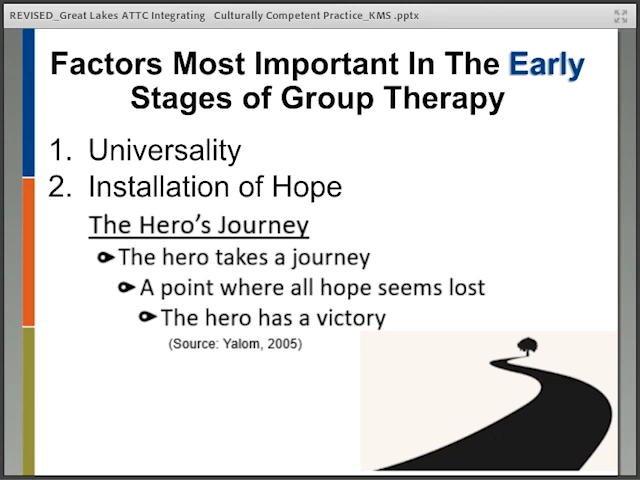 REVISED_Great Lakes ATTC Integrating   Culturally Competent Practice_KMS .pptx
Factors Most Important In The Early
Stages of Group Therapy
1. Universality
2. Installation of Hope
The Hero's Journey
The hero takes a journey
A point where all hope seems lost
The hero has a victory
(Source: Yalom, 2005)